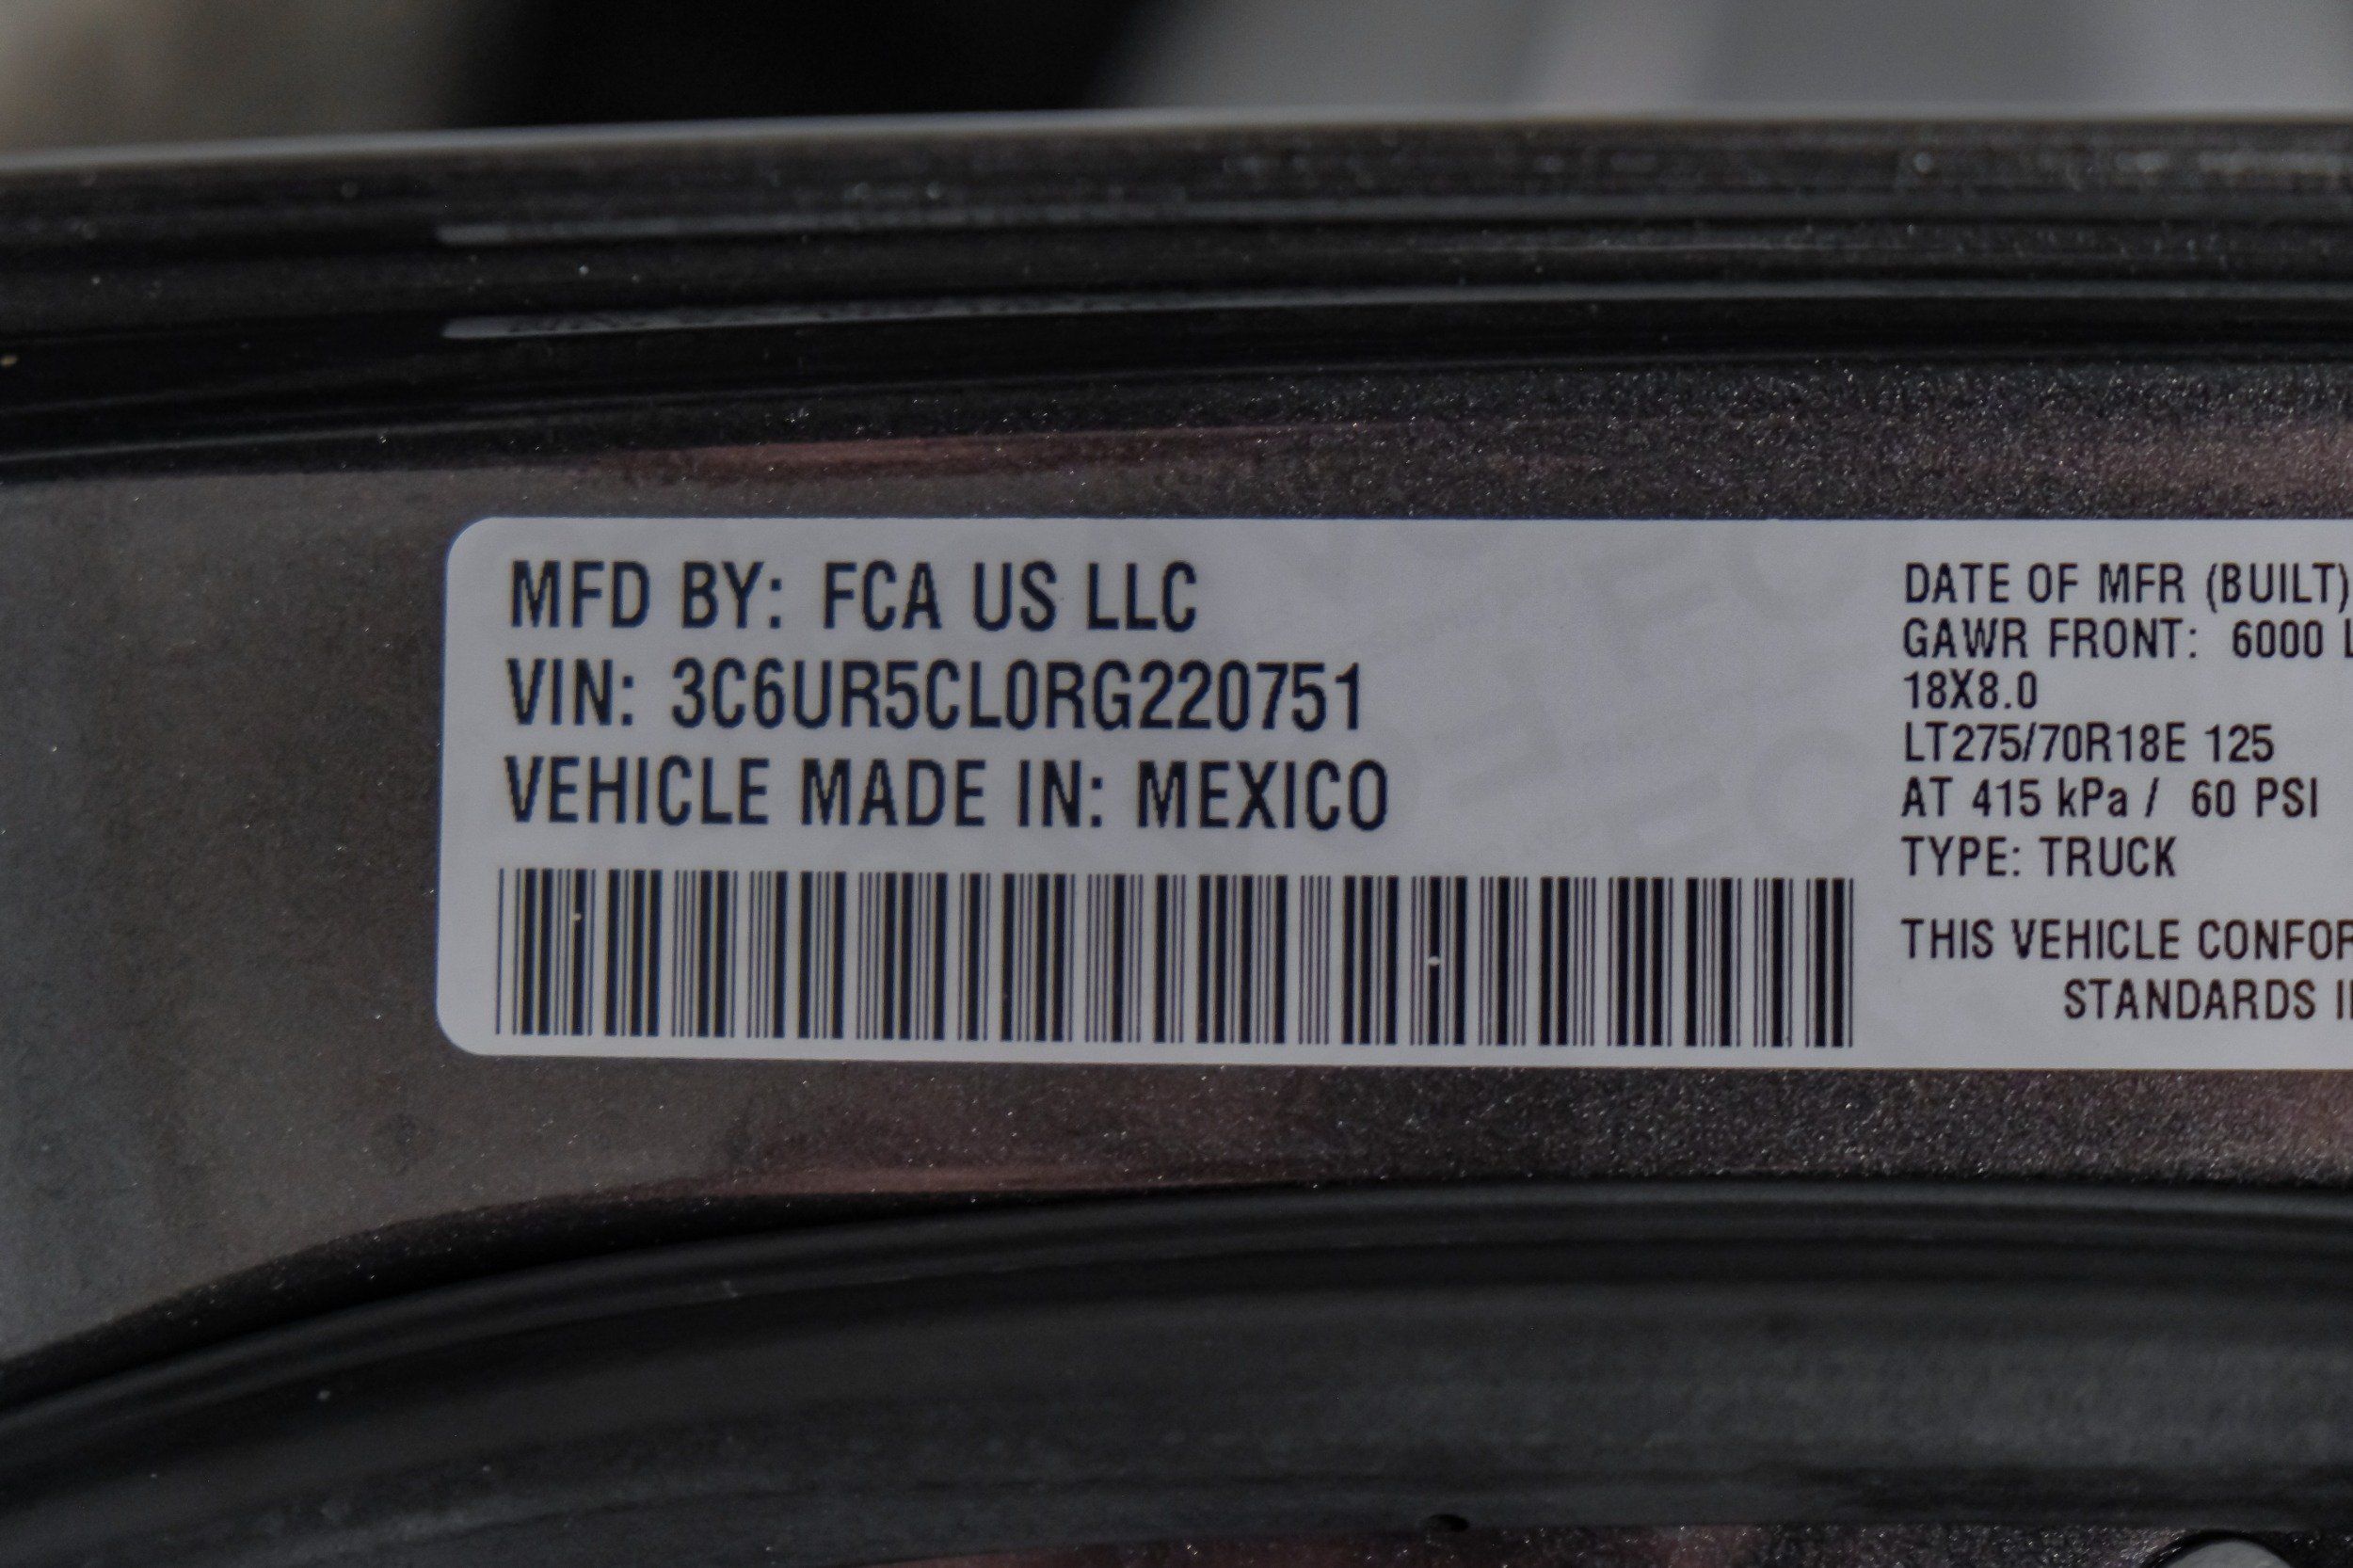 MFD BY: FCA US LLC
VIN: 3C6UR5CL0RG220751
VEHICLE MADE IN: MEXICO
DATE OF MFR (BUILT)
GAWR FRONT: 6000 L
18X8.0
LT275/70R18E 125
AT 415 kPa / 60 PSI
TYPE: TRUCK
THIS VEHICLE CONFOR
STANDARDS I